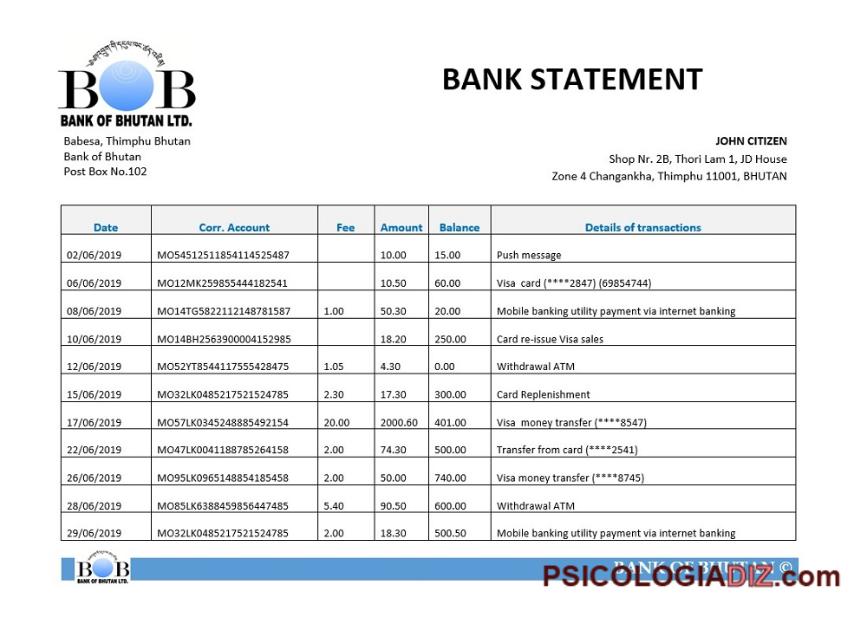 BOB
BANK OF BHUTAN LTD.
BANK STATEMENT
Babesa, Thimphu Bhutan
Bank of Bhutan
Post Box No.102
JOHN CITIZEN
Shop Nr. 2B, Thori Lam 1, JD House
Zone 4 Changankha, Thimphu 11001, BHUTAN
Date Corr. Account Fee Amount Balance Details of transactions
02/06/2019 MO54512511854114525487 10.00 15.00 Push message
06/06/2019 MO12MK259855444182541 10.50 60.00 Visa card (****2847) (69854744)
08/06/2019 MO14TG5822112148781587 1.00 50.30 20.00 Mobile banking utility payment via internet banking
10/06/2019 MO14BH2563900004152985 18.20 250.00 Card re-issue Visa sales
12/06/2019 MO52YT8544117555428475 1.05 4.30 0.00 Withdrawal ATM
15/06/2019 MO32LK0485217521524785 2.30 17.30 300.00 Card Replenishment
17/06/2019 MO57LK0345248885492154 20.00 2000.60 401.00 Visa money transfer (****8547)
22/06/2019 MO47LK0041188785264158 2.00 74.30 500.00 Transfer from card (****2541)
26/06/2019 MO95LK0965148854185458 2.00 50.00 740.00 Visa money transfer (****8745)
28/06/2019 MO85LK6388459856447485 5.40 90.50 600.00 Withdrawal ATM
29/06/2019 MO32LK0485217521524785 2.00 18.30 500.50 Mobile banking utility payment via internet banking
BOB
BANK OF BHUTAN LTD.
BANK OF BHUTAN ©
PSICOLOGIADIZ.com